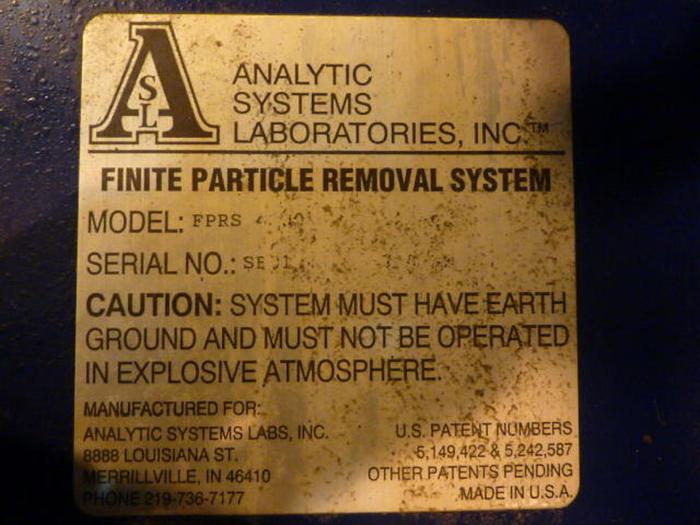 ASL
ANALYTIC
SYSTEMS
LABORATORIES, INC.™
FINITE PARTICLE REMOVAL SYSTEM
MODEL: FPRS
SERIAL NO.:
CAUTION: SYSTEM MUST HAVE EARTH
GROUND AND MUST NOT BE OPERATED
IN EXPLOSIVE ATMOSPHERE.
MANUFACTURED FOR:
ANALYTIC SYSTEMS LABS, INC.
8888 LOUISIANA ST.
MERRILLVILLE, IN 46410
PHONE 219-736-7177
U.S. PATENT NUMBERS
5,149,422 & 5,242,587
OTHER PATENTS PENDING
MADE IN U.S.A.